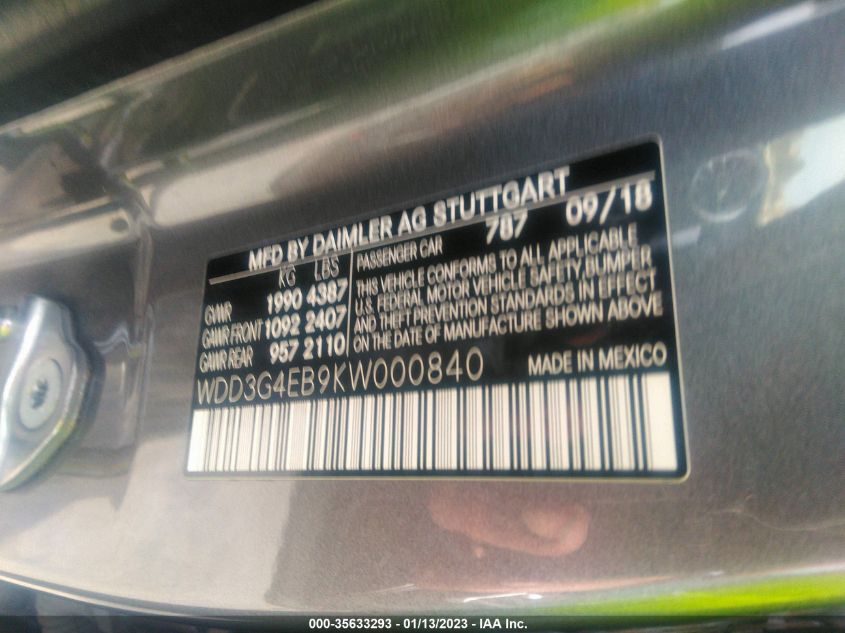 MFD BY DAIMLER AG STUTTGART
KG LBS
GVWR 1990 4387
GAWR FRONT 1092 2407
GAWR REAR 957 2110
PASSENGER CAR 787 09/18
THIS VEHICLE CONFORMS TO ALL APPLICABLE
U.S. FEDERAL MOTOR VEHICLE SAFETY, BUMPER
AND THEFT PREVENTION STANDARDS IN EFFECT
ON THE DATE OF MANUFACTURE SHOWN ABOVE
WDD3G4EB9KW000840
MADE IN MEXICO
000-35633293 - 01/13/2023 - IAA Inc.